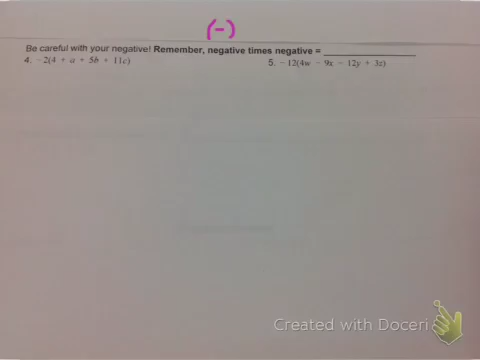 (-)
Be careful with your negative! Remember, negative times negative = ____________
4. -2(4 + a + 5b + 11c)
5. -12(4w - 9x - 12y + 3z)
Created with Doceri